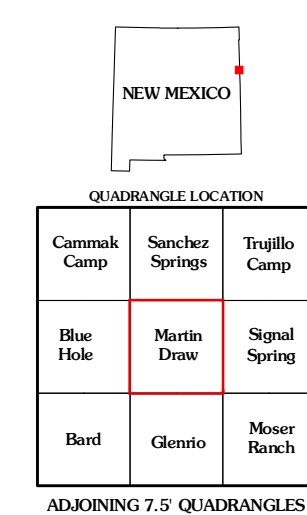 NEW MEXICO
QUADRANGLE LOCATION
Cammak
Camp
Sanchez
Springs
Trujillo
Camp
Blue
Hole
Martin
Draw
Signal
Spring
Bard
Glenrio
Moser
Ranch
ADJOINING 7.5' QUADRANGLES